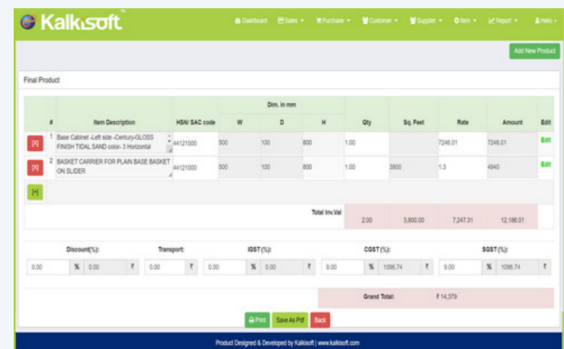 Kalkısoft
Dashboard Sales Purchase Customer Supplier Item Report Hello
Add New Product
Final Product
Dim. in mm
# Item Description HSN/ SAC code W D H Qty Sq. Feet Rate Amount Edit
[X] 1 Base Cabinet -Left side -Century-GLOSS 44121000 500 100 800 1.00 7246.01 7246.01 Edit
FINISH TIDAL SAND color- 3 Horizontal
[X] 2 BASKET CARRIER FOR PLAIN BASE BASKET 44121000 500 100 800 1.00 3800 1.3 4940 Edit
ON SLIDER
[+]
Total Inv.Val 2.00 3,800.00 7,247.31 12,186.01
Discount(%): Transport: IGST(%): CGST(%): SGST(%):
0.00 % 0.00 ₹ 0.00 ₹ 0.00 % 0.00 ₹ 9.00 % 1096.74 ₹ 9.00 % 1096.74 ₹
Grand Total: ₹ 14,379
Print Save As Pdf Back
Product Designed & Developed by Kalkisoft | www.kalkisoft.com